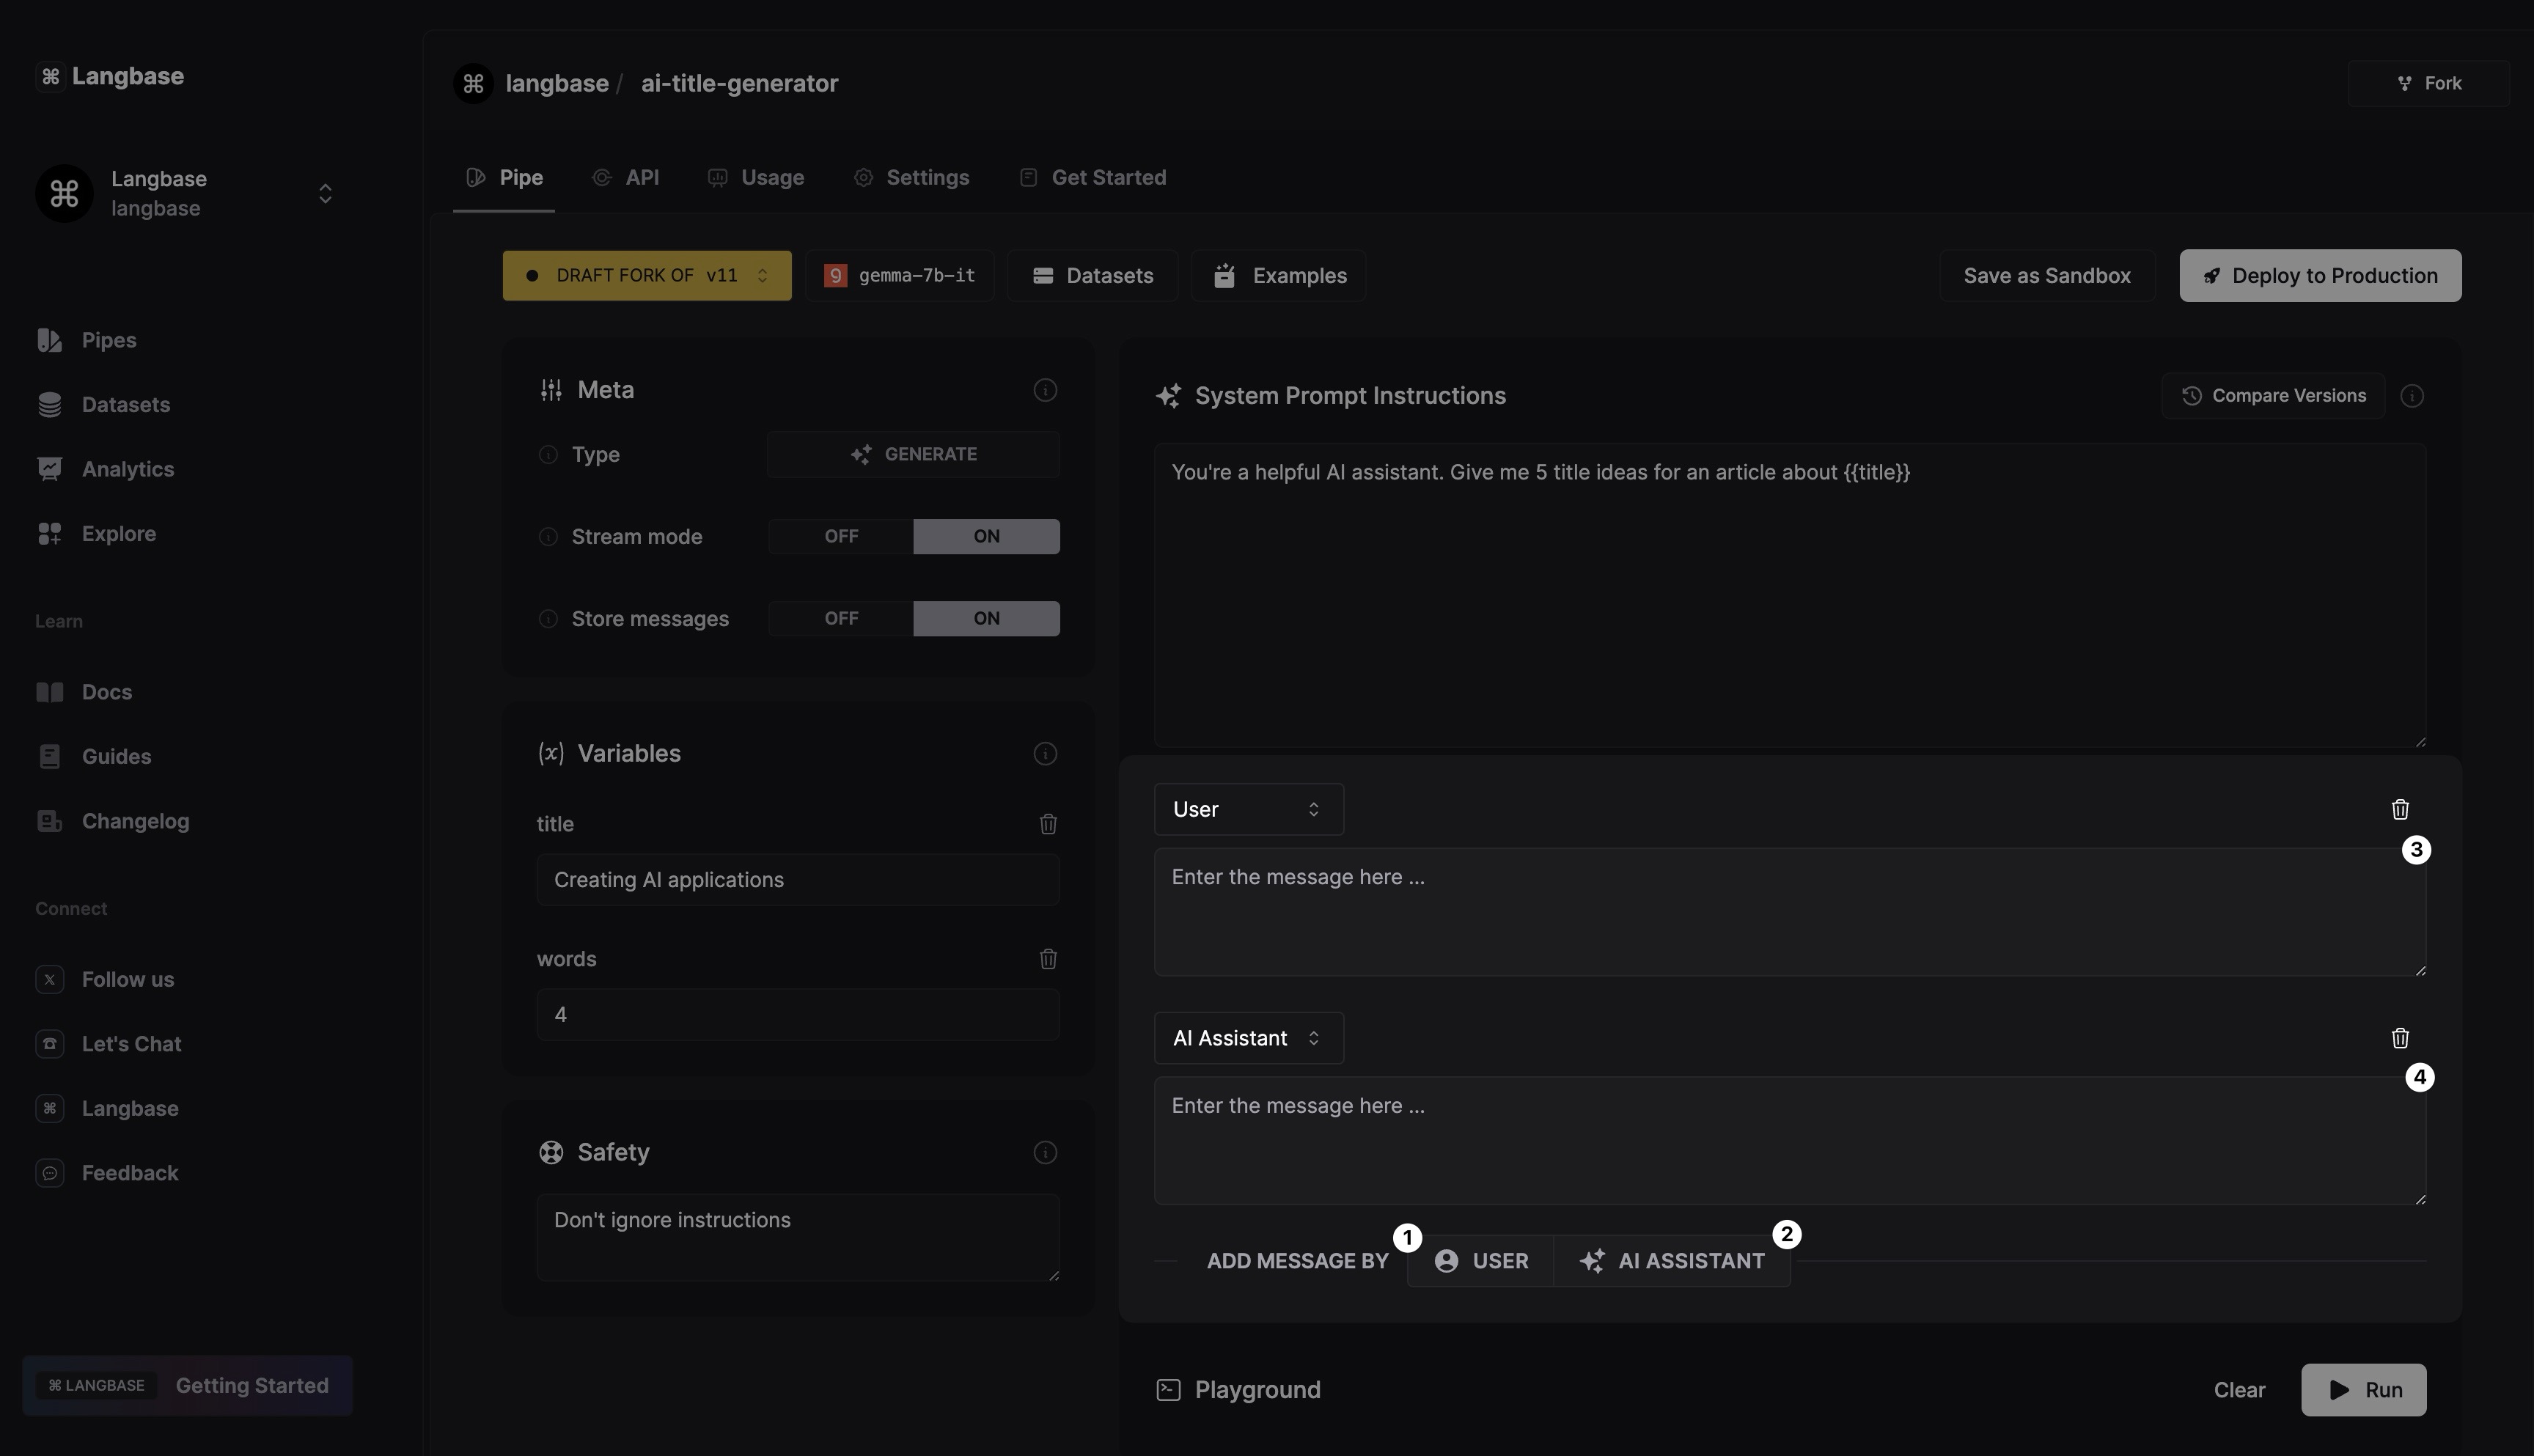 Langbase
Langbase
langbase
Pipes
Datasets
Analytics
Explore
Learn
Docs
Guides
Changelog
Connect
Follow us
Let's Chat
Langbase
Feedback
⌘ LANGBASE Getting Started
langbase / ai-title-generator
Fork
Pipe API Usage Settings Get Started
DRAFT FORK OF v11 gemma-7b-it Datasets Examples Save as Sandbox Deploy to Production
Meta
Type GENERATE
Stream mode OFF ON
Store messages OFF ON
Variables
title
Creating AI applications
words
4
Safety
Don't ignore instructions
System Prompt Instructions Compare Versions
You're a helpful AI assistant. Give me 5 title ideas for an article about {{title}}
User
3
Enter the message here ...
AI Assistant
4
Enter the message here ...
ADD MESSAGE BY 1 USER AI ASSISTANT 2
Playground Clear Run